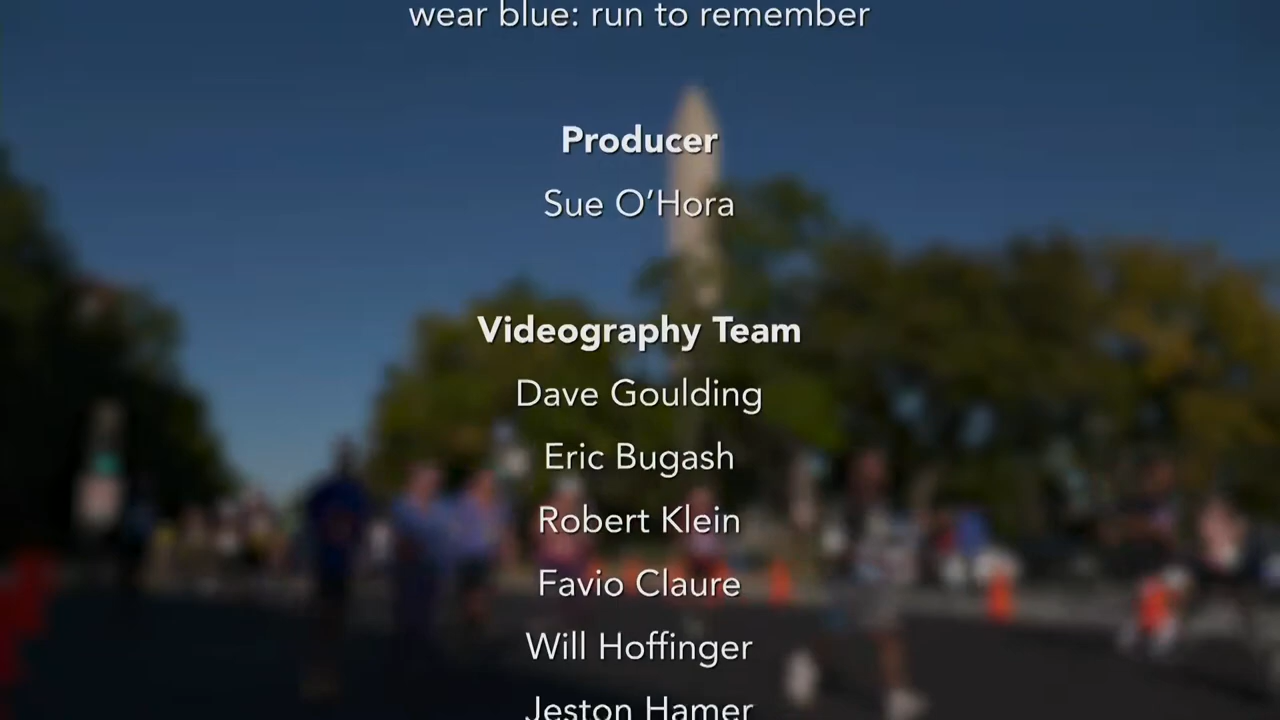 wear blue: run to remember
Producer
Sue O’Hora
Videography Team
Dave Goulding
Eric Bugash
Robert Klein
Favio Claure
Will Hoffinger
Jeston Hamer